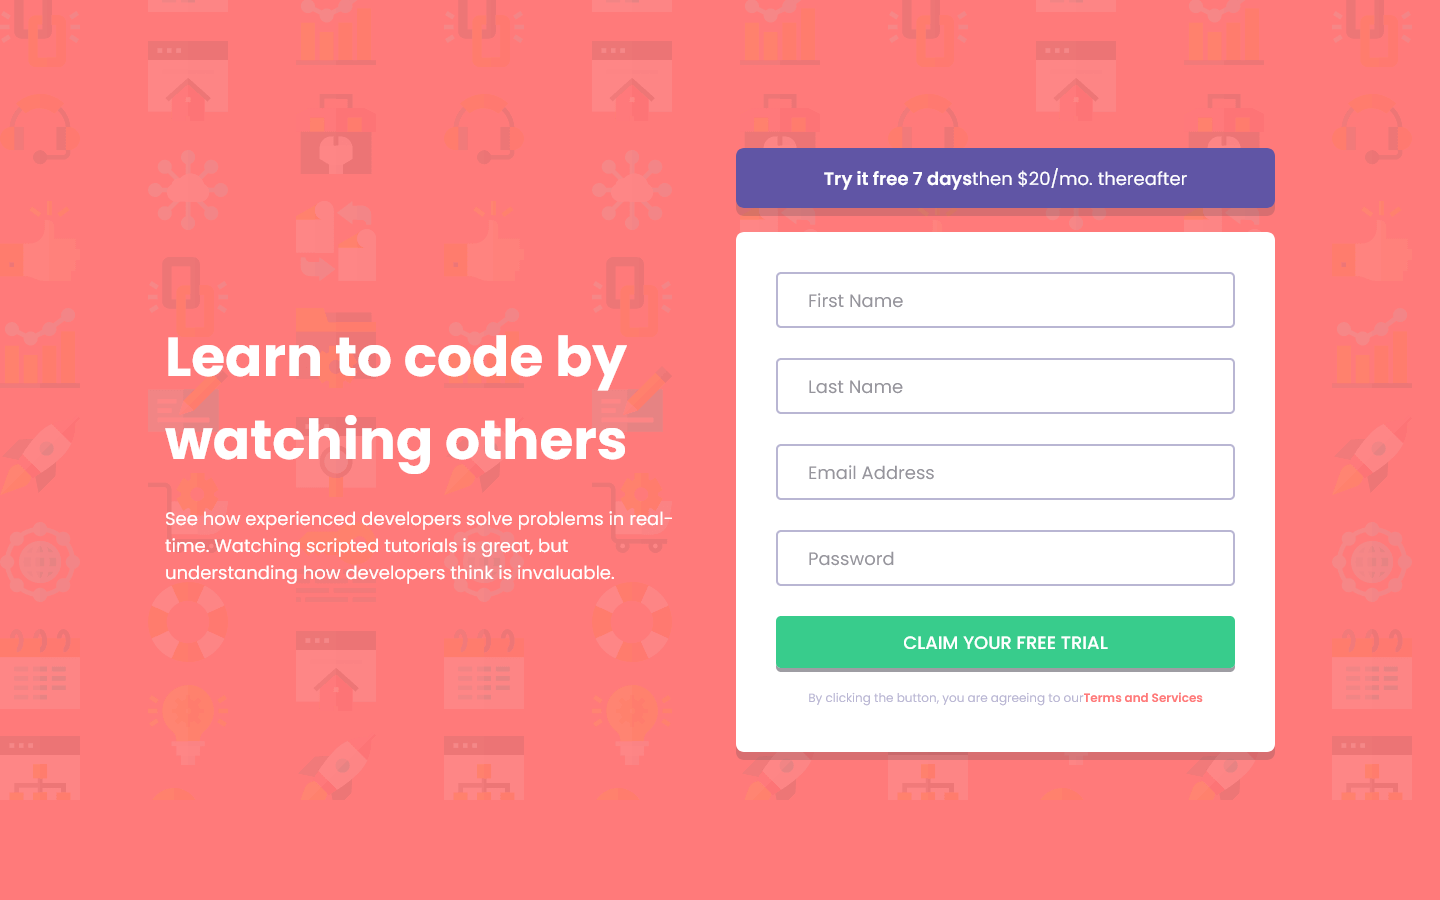 Learn to code by
watching others
See how experienced developers solve problems in real-
time. Watching scripted tutorials is great, but
understanding how developers think is invaluable.
Try it free 7 daysthen $20/mo. thereafter
First Name
Last Name
Email Address
Password
CLAIM YOUR FREE TRIAL
By clicking the button, you are agreeing to ourTerms and Services